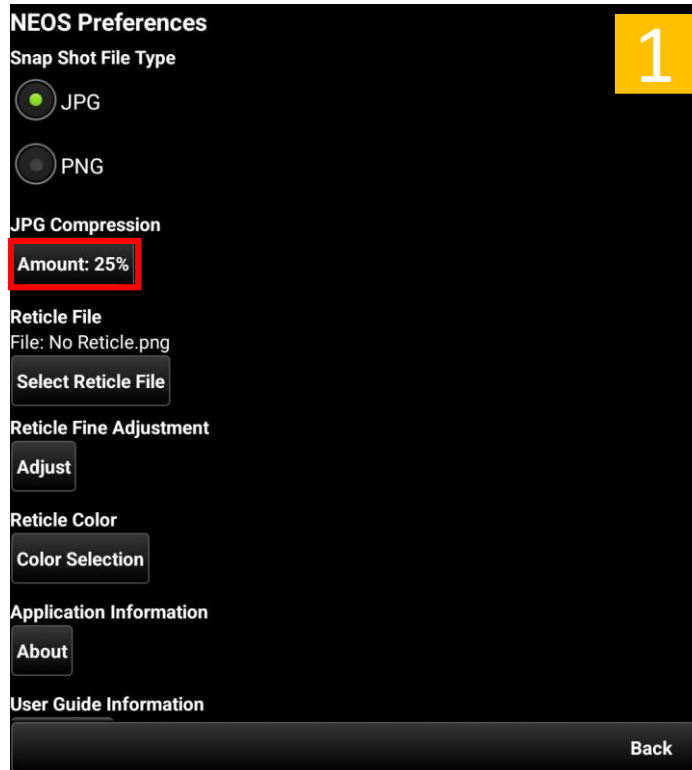 NEOS Preferences
1
Snap Shot File Type
JPG
PNG
JPG Compression
Amount: 25%
Reticle File
File: No Reticle.png
Select Reticle File
Reticle Fine Adjustment
Adjust
Reticle Color
Color Selection
Application Information
About
User Guide Information
Back